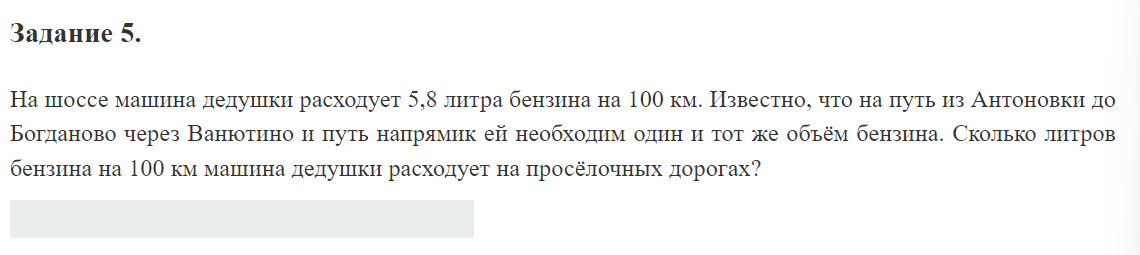 Задание 5.
На шоссе машина дедушки расходует 5,8 литра бензина на 100 км. Известно, что на путь из Антоновки до
Богданово через Ванютино и путь напрямик ей необходим один и тот же объём бензина. Сколько литров
бензина на 100 км машина дедушки расходует на просёлочных дорогах?